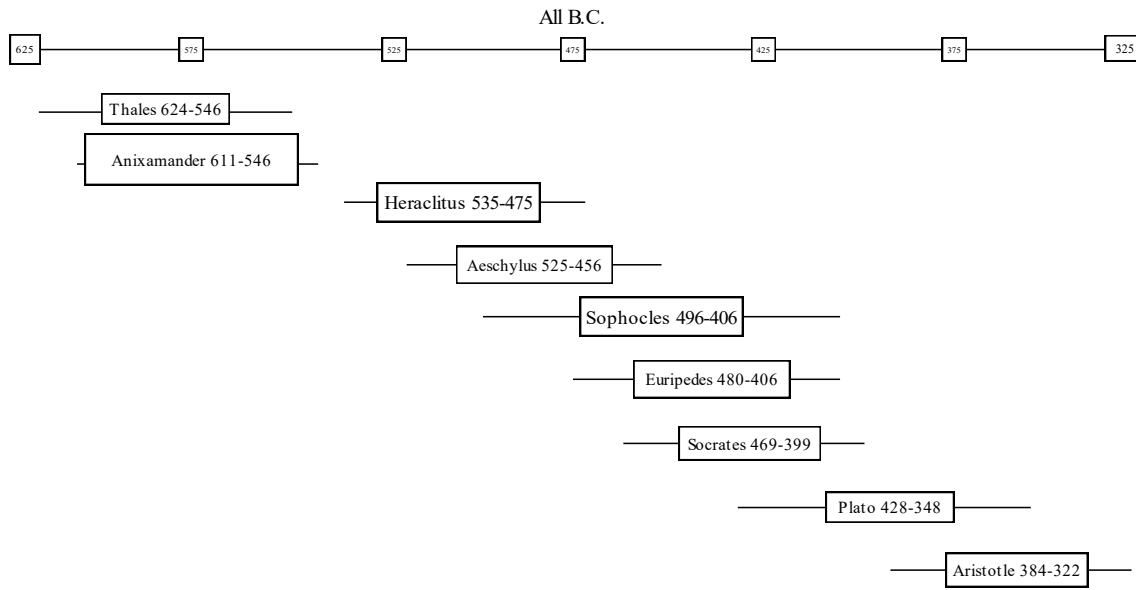 All B.C.
625 575 525 475 425 375 325
Thales 624-546
Anixamander 611-546
Heraclitus 535-475
Aeschylus 525-456
Sophocles 496-406
Euripedes 480-406
Socrates 469-399
Plato 428-348
Aristotle 384-322